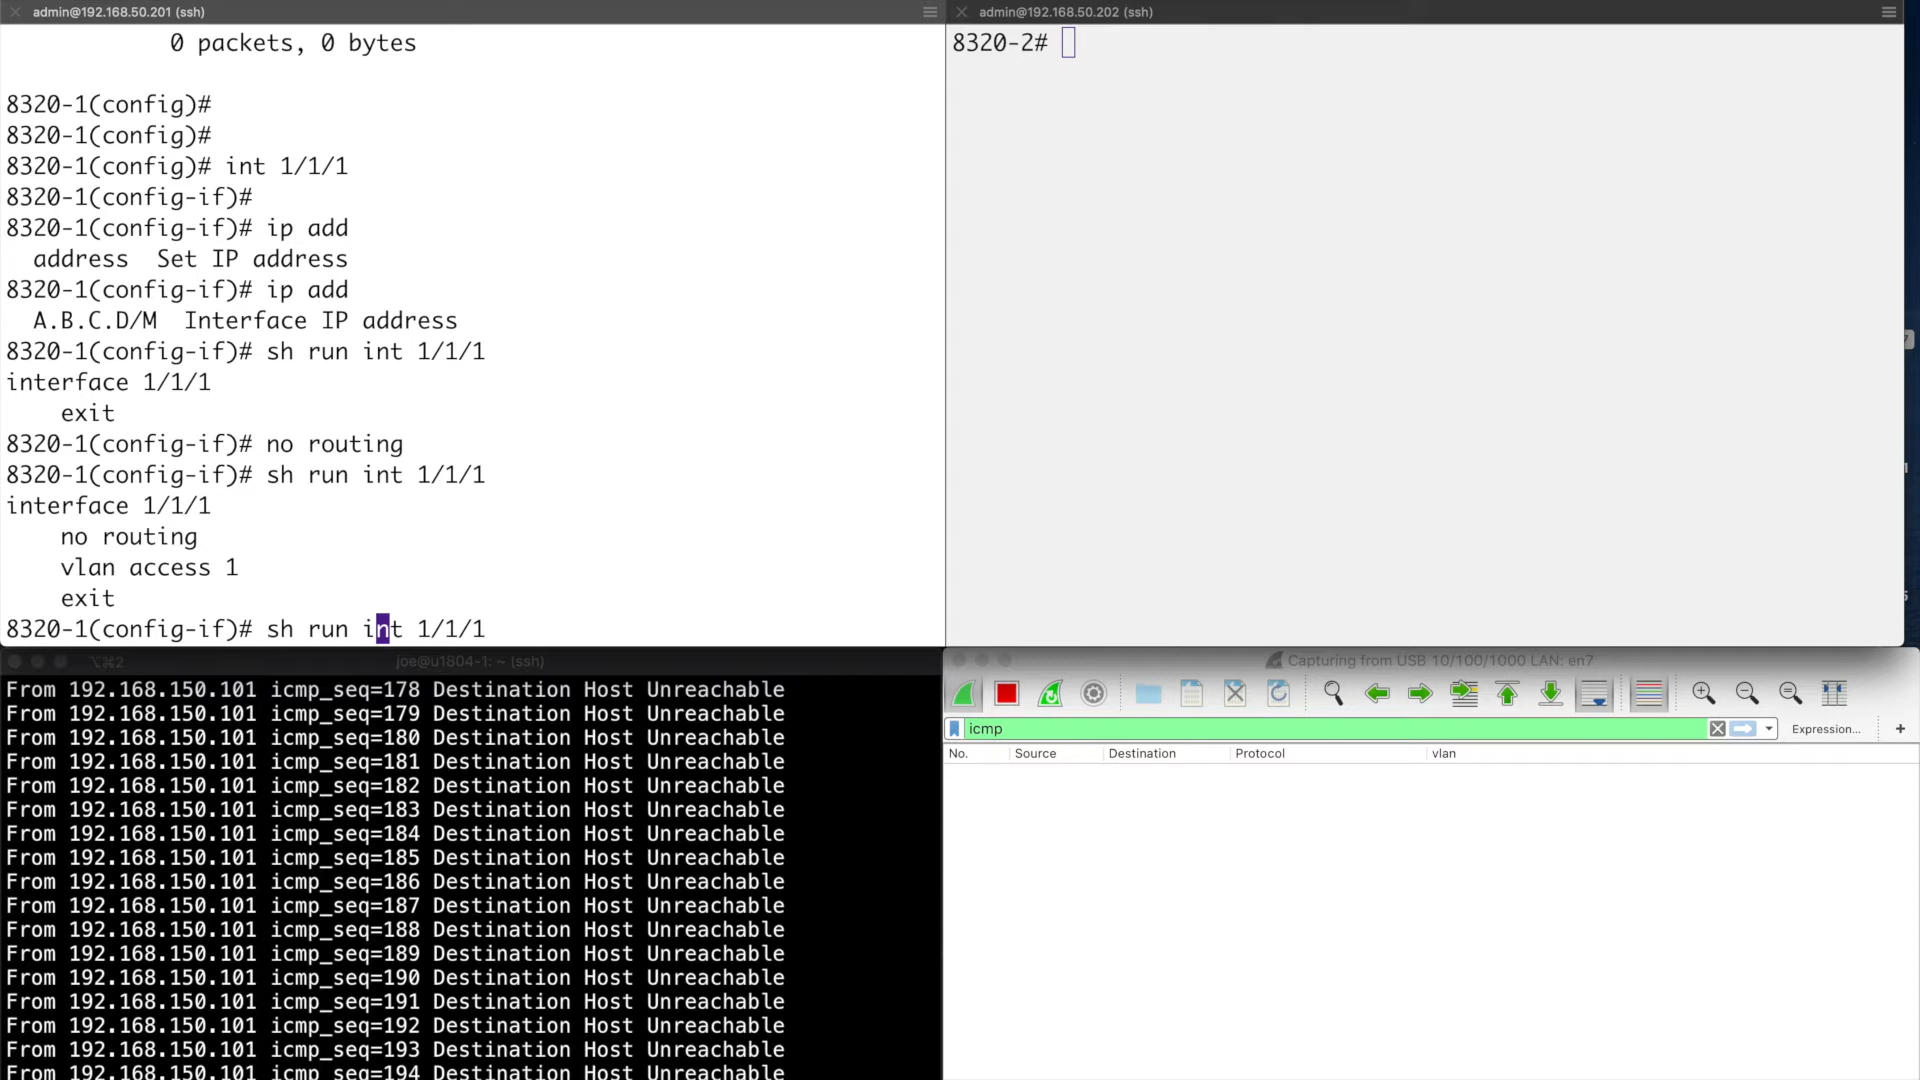 admin@192.168.50.201 (ssh)
0 packets, 0 bytes
8320-1(config)#
8320-1(config)#
8320-1(config)# int 1/1/1
8320-1(config-if)#
8320-1(config-if)# ip add
address  Set IP address
8320-1(config-if)# ip add
A.B.C.D/M  Interface IP address
8320-1(config-if)# sh run int 1/1/1
interface 1/1/1
exit
8320-1(config-if)# no routing
8320-1(config-if)# sh run int 1/1/1
interface 1/1/1
no routing
vlan access 1
exit
8320-1(config-if)# sh run int 1/1/1
admin@192.168.50.202 (ssh)
8320-2#
⌥⌘2
joe@u1804-1: ~ (ssh)
From 192.168.150.101 icmp_seq=178 Destination Host Unreachable
From 192.168.150.101 icmp_seq=179 Destination Host Unreachable
From 192.168.150.101 icmp_seq=180 Destination Host Unreachable
From 192.168.150.101 icmp_seq=181 Destination Host Unreachable
From 192.168.150.101 icmp_seq=182 Destination Host Unreachable
From 192.168.150.101 icmp_seq=183 Destination Host Unreachable
From 192.168.150.101 icmp_seq=184 Destination Host Unreachable
From 192.168.150.101 icmp_seq=185 Destination Host Unreachable
From 192.168.150.101 icmp_seq=186 Destination Host Unreachable
From 192.168.150.101 icmp_seq=187 Destination Host Unreachable
From 192.168.150.101 icmp_seq=188 Destination Host Unreachable
From 192.168.150.101 icmp_seq=189 Destination Host Unreachable
From 192.168.150.101 icmp_seq=190 Destination Host Unreachable
From 192.168.150.101 icmp_seq=191 Destination Host Unreachable
From 192.168.150.101 icmp_seq=192 Destination Host Unreachable
From 192.168.150.101 icmp_seq=193 Destination Host Unreachable
From 192.168.150.101 icmp_seq=194 Destination Host Unreachable
Capturing from USB 10/100/1000 LAN: en7
icmp
Expression...
+
No. Source Destination Protocol vlan